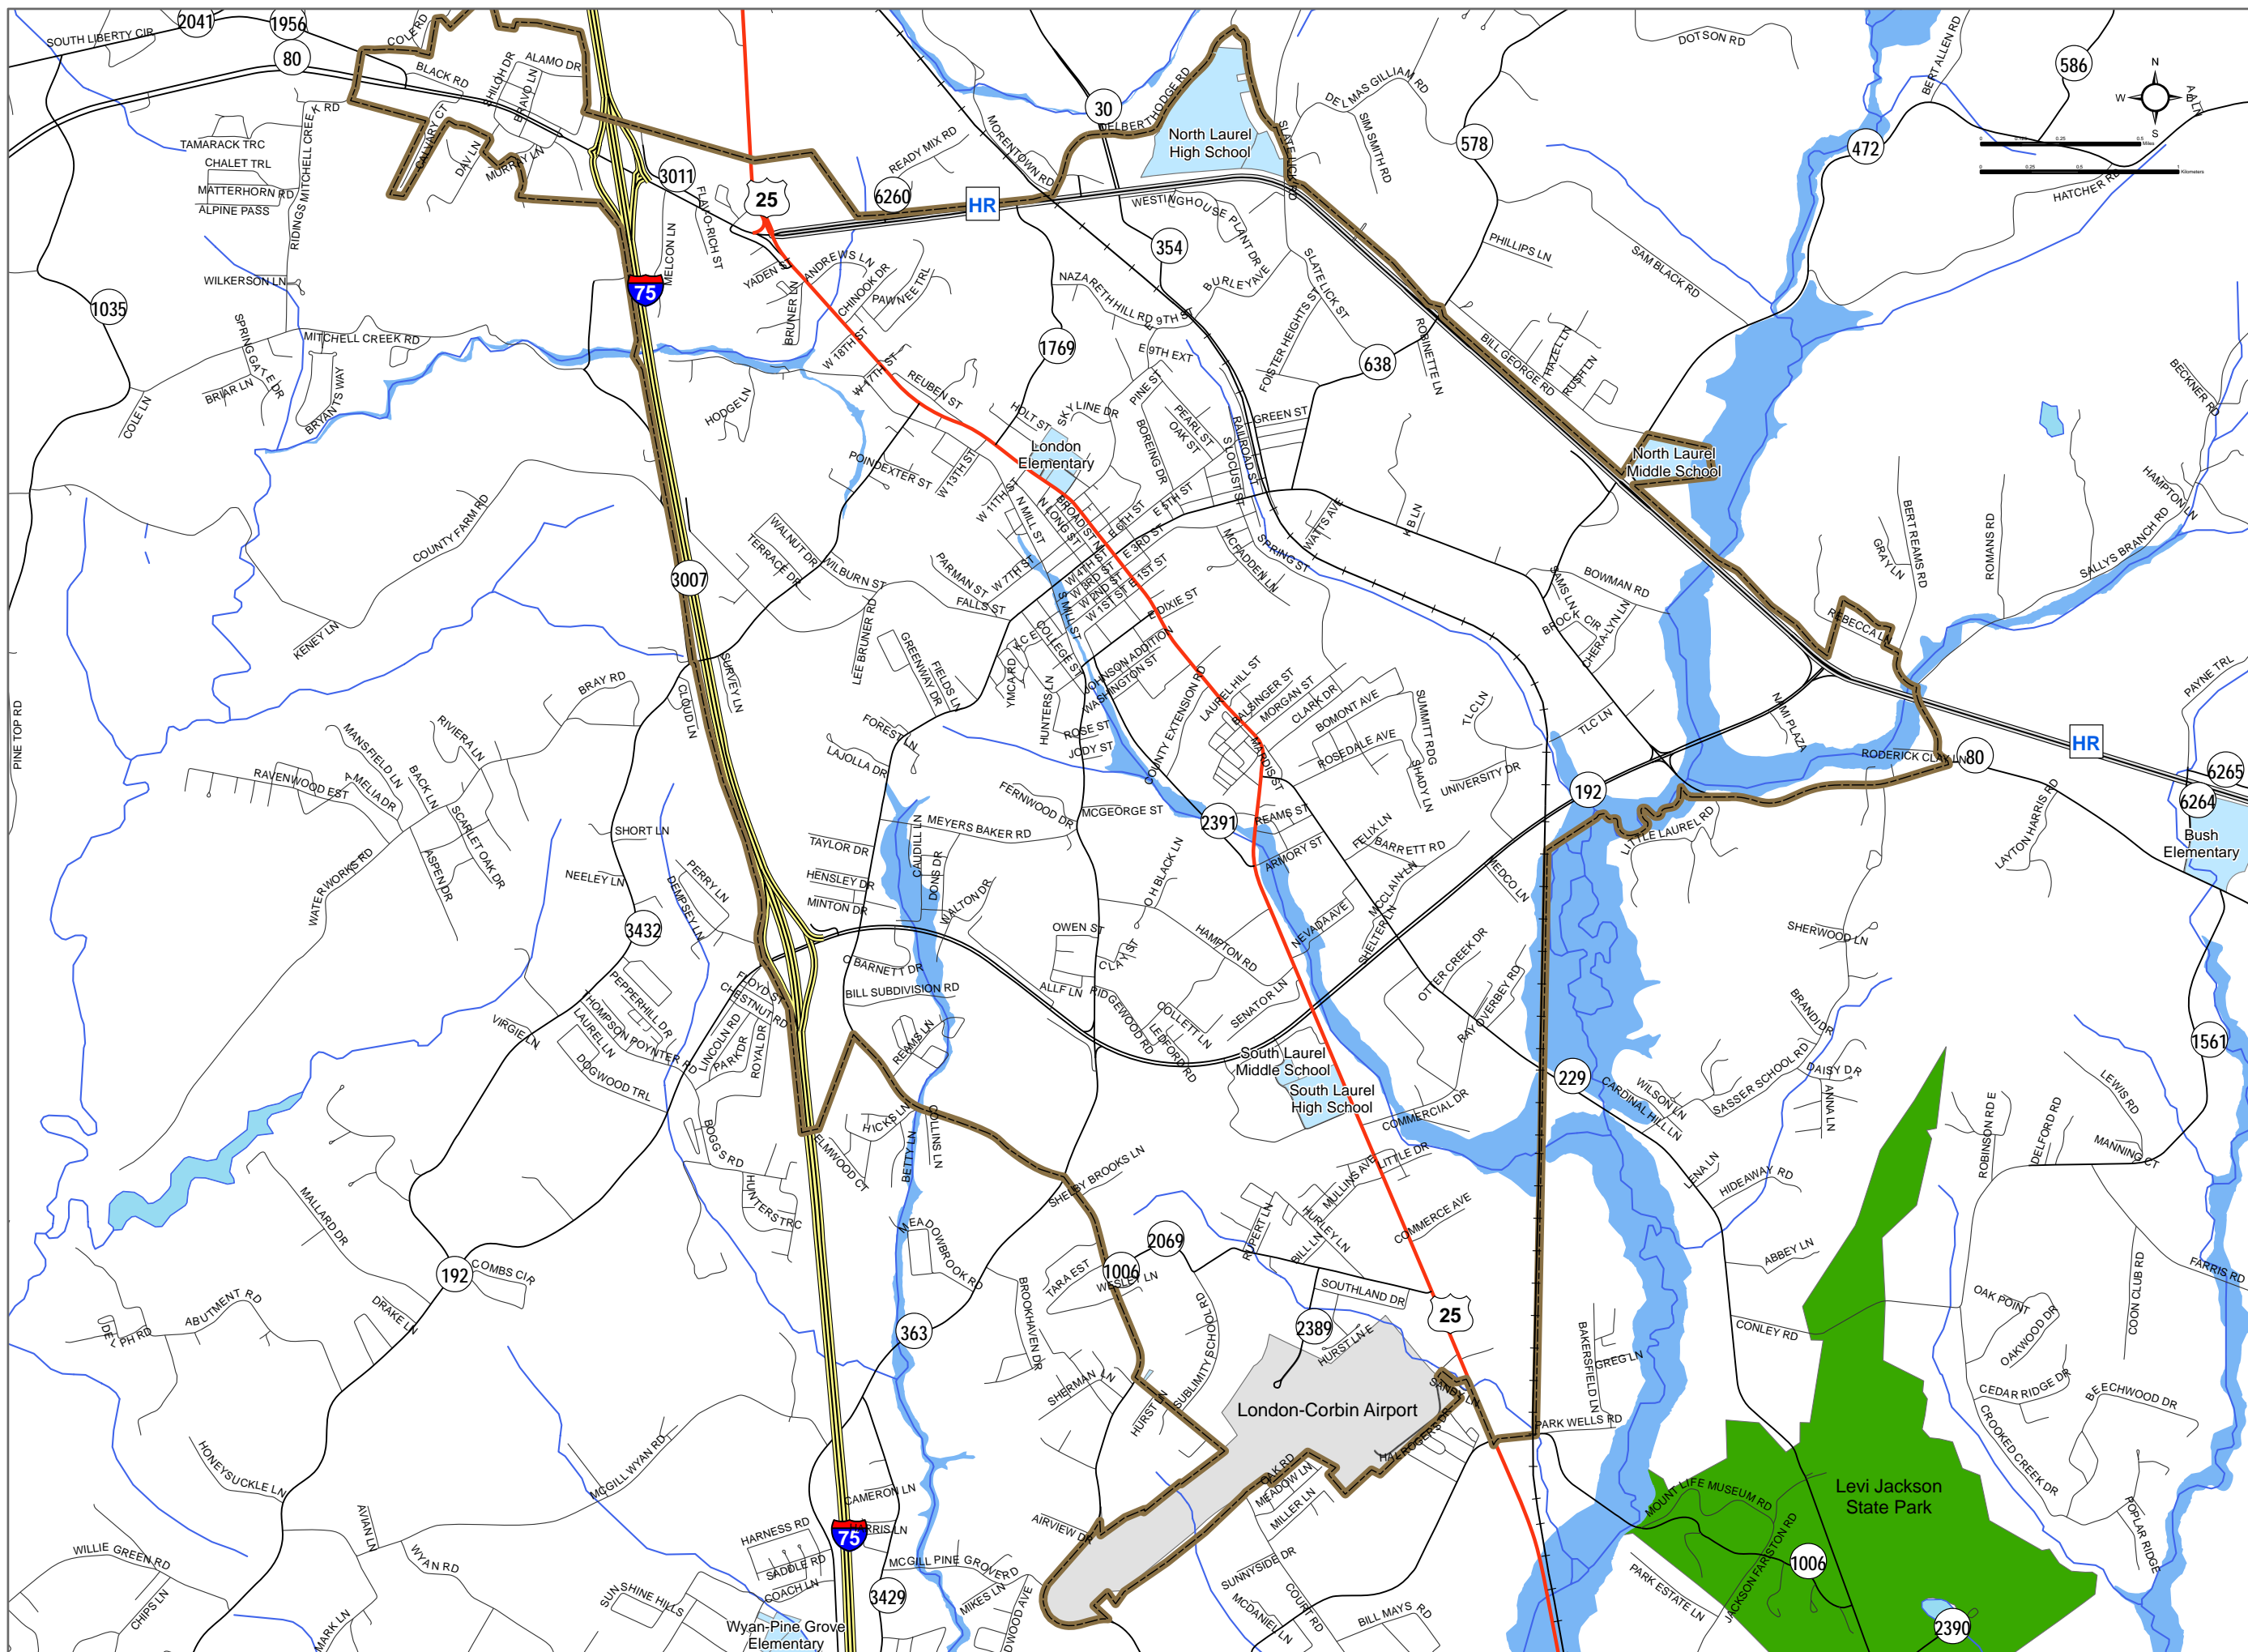 2041
1956
SOUTH LIBERTY CIR
COLE RD
80
BLACK RD
SHILOH DR
ALAMO DR
BRAVO LN
CALVARY CT
DAV LN
MURRAY LN
TAMARACK TRC
CHALET TRL
MATTERHORN RD
ALPINE PASS
RIDINGS MITCHELL CREEK RD
WILKERSON LN
1035
SPRING GATE DR
MITCHELL CREEK RD
BRIAR LN
BRYANTS WAY
COLE LN
3011
25
6260
HR
READY MIX RD
MORENTOWN RD
30
DELBERT HODGE RD
North Laurel
High School
SLATE LICK RD
DELMAS GILLIAM RD
SIM SMITH RD
578
DOTSON RD
BERT ALLEN RD
586
472
HATCHER RD
N
W
E
S
Miles
Kilometers
75
MELCON LN
FLAT-O-RICH ST
YADEN ST
ANDREWS LN
CHINOOK DR
PAWNEE TRL
BRUNER LN
W 18TH ST
W 17TH ST
REUBEN ST
HODGE LN
POINDEXTER ST
W 13TH ST
W 11TH ST
HOLT ST
SKYLINE DR
London
Elementary
1769
354
WESTINGHOUSE PLANT DR
NAZARETH HILL RD
E 9TH ST
BURLEY AVE
SLATE LICK ST
FOISTER HEIGHTS ST
E 9TH EXT
PINE ST
PEARL ST
OAK ST
BOREING DR
RAILROAD ST
S LOCUST ST
GREEN ST
638
ROBINETTE LN
PHILLIPS LN
SAM BLACK RD
BILL GEORGE RD
HAZEL LN
RUSH LN
North Laurel
Middle School
BECKNER RD
HAMPTON LN
SALLYS BRANCH RD
ROMANS RD
BERT REAMS RD
GRAY LN
COUNTY FARM RD
KENEY LN
3007
WALNUT DR
TERRACE DR
WILBURN ST
PARMAN ST
FALLS ST
W 7TH ST
N MILL ST
N LONG ST
BROAD ST
E 6TH ST
E 5TH ST
E 3RD ST
W 4TH ST
W 3RD ST
W 2ND ST
W 1ST ST
E 1ST ST
S MILL ST
DIXIE ST
MCFADDEN LN
SPRING ST
WATTS AVE
H B LN
SAMS LN
BOWMAN RD
BROCK CIR
CHERA-LYN LN
REBECCA LN
PAYNE TRL
PINE TOP RD
BRAY RD
CLOUD LN
SURVEY LN
LEE BRUNER RD
GREENWAY DR
FIELDS LN
YMCA RD
COLLEGE ST
JOHNSON ADDITION
WASHINGTON ST
HUNTERS LN
ROSE ST
JODY ST
COUNTY EXTENSION RD
LAUREL HILL ST
BALSINGER ST
MORGAN ST
CLARK DR
BOMONT AVE
ROSEDALE AVE
SUMMITT RDG
SHADY LN
MARDIS ST
TLC LN
TLC LN
UNIVERSITY DR
NAMI PLAZA
RODERICK CLAY LN
80
HR
6265
6264
Bush
Elementary
LAYTON HARRIS RD
MANSFIELD LN
RIVIERA LN
RAVENWOOD EST
AMELIA DR
BACK LN
SCARLET OAK DR
ASPEN DR
WATER WORKS RD
SHORT LN
NEELEY LN
3432
PERRY LN
DEMPSEY LN
FOREST LN
LAJOLLA DR
FERNWOOD DR
MCGEORGE ST
MEYERS BAKER RD
TAYLOR DR
HENSLEY DR
MINTON DR
CAUDILL LN
DONS DR
WALTON DR
2391
REAMS ST
ARMORY ST
FELIX LN
BARRETT RD
MCCLAIN LN
SHELTER LN
NEVADA AVE
MEDCO LN
192
LITTLE LAUREL RD
O H BLACK LN
OWEN ST
CLAY ST
HAMPTON RD
SENATOR LN
OTTER CREEK DR
RAY OVERBEY RD
SHERWOOD LN
BRANDI DR
C BARNETT DR
BILL SUBDIVISION RD
REAMS LN
RIDGEWOOD RD
COLLETT LN
LEDFORD RD
South Laurel
Middle School
South Laurel
High School
COMMERCIAL DR
229
CARDINAL HILL LN
WILSON LN
SASSER SCHOOL RD
DAISY DR
ANNA LN
1561
LEWIS RD
ROBINSON RD E
DELFORD RD
MANNING CT
VIRGIE LN
PEPPERHILL DR
THOMPSON POYNTER RD
LAUREL LN
DOGWOOD TRL
FLOYD ST
CHESTNUT RD
LINCOLN RD
PARK DR
ROYAL DR
BOGGS RD
HUNTERS TRC
ELMWOOD CT
HICKS LN
COLLINS LN
BETTY LN
MALLARD DR
192
COMBS CIR
ABUTMENT RD
DELPH RD
DRAKE LN
MEADOWBROOK RD
363
BROOKHAVEN DR
SHELBY BROOKS LN
2069
1006
TARA EST
WESLEY LN
SHERMAN LN
HURST LN
SUBLIMITY SCHOOL RD
RUPERT LN
BILL LN
HURLEY LN
MULLINS AVE
LITTLE DR
COMMERCE AVE
SOUTHLAND DR
2389
HURST LN E
25
London-Corbin Airport
SANDY LN
HAL ROGERS DR
PARK WELLS RD
BAKERSFIELD LN
GREG LN
LENA LN
HIDEAWAY RD
ABBEY LN
CONLEY RD
OAK POINT
OAKWOOD DR
COON CLUB RD
FARRIS RD
CEDAR RIDGE DR
BEECHWOOD DR
CROOKED CREEK DR
POPLAR RIDGE
Levi Jackson
State Park
MOUNT LIFE MUSEUM RD
JACKSON FARISTON RD
1006
PARK ESTATE LN
2390
HONEYSUCKLE LN
AVIAN LN
MCGILL WYAN RD
WYAN RD
WILLIE GREEN RD
CHIPS LN
MARK LN
SUNSHINE HILLS
HARNESS RD
SADDLE RD
COACH LN
Wyan-Pine Grove
Elementary
75
CAMERON LN
MCGILL PINE GROVE RD
3429
MIKES LN
AIRVIEW DR
OAK RD
MEADOW LN
MILLER LN
SUNNYSIDE DR
MCDANIEL LN
COURT RD
BILL MAYS RD